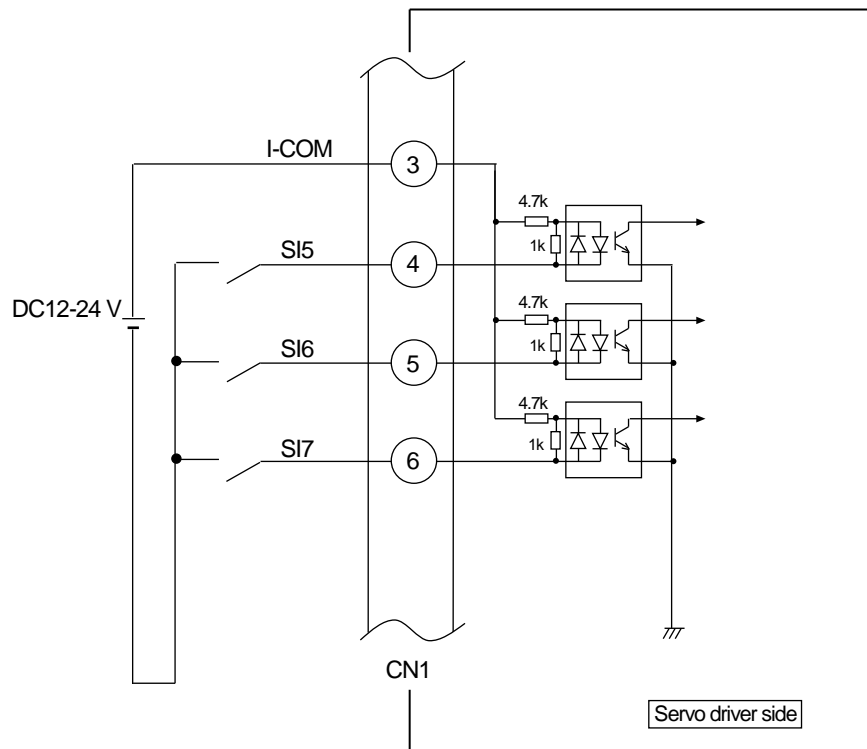 I-COM
3
4.7k
1k
SI5
4
DC12-24 V
4.7k
1k
SI6
5
4.7k
1k
SI7
6
CN1
Servo driver side